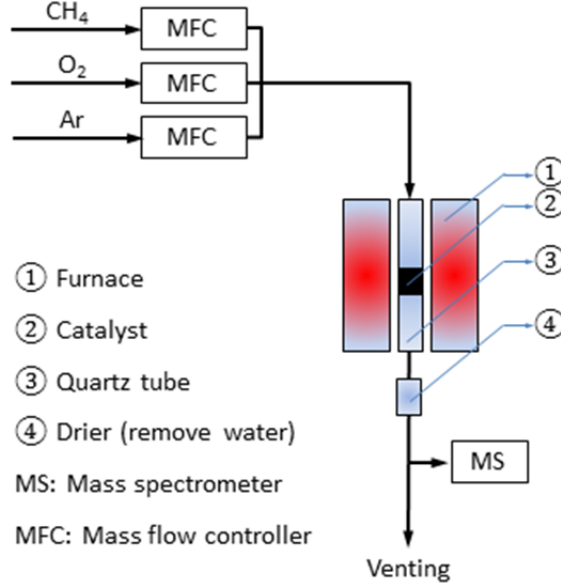 CH₄
MFC
O₂
MFC
Ar
MFC
①
②
③
④
① Furnace
② Catalyst
③ Quartz tube
④ Drier (remove water)
MS: Mass spectrometer
MFC: Mass flow controller
MS
Venting